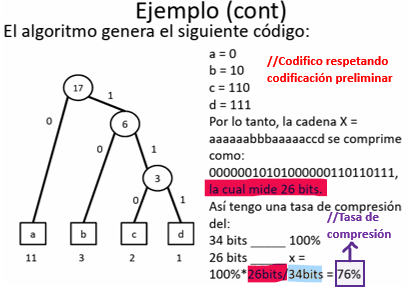 Ejemplo (cont)
El algoritmo genera el siguiente código:
17
0
1
6
0
1
3
0
1
a
b
c
d
11
3
2
1
a = 0
b = 10
c = 110
d = 111
//Codifico respetando
codificación preliminar
Por lo tanto, la cadena X =
aaaaaabbbaaaaaccd se comprime
como:
00000010101000000110110111,
la cual mide 26 bits.
Así tengo una tasa de compresión
del:
//Tasa de
compresión
34 bits _____ 100%
26 bits _____ x =
100%*26bits/34bits = 76%